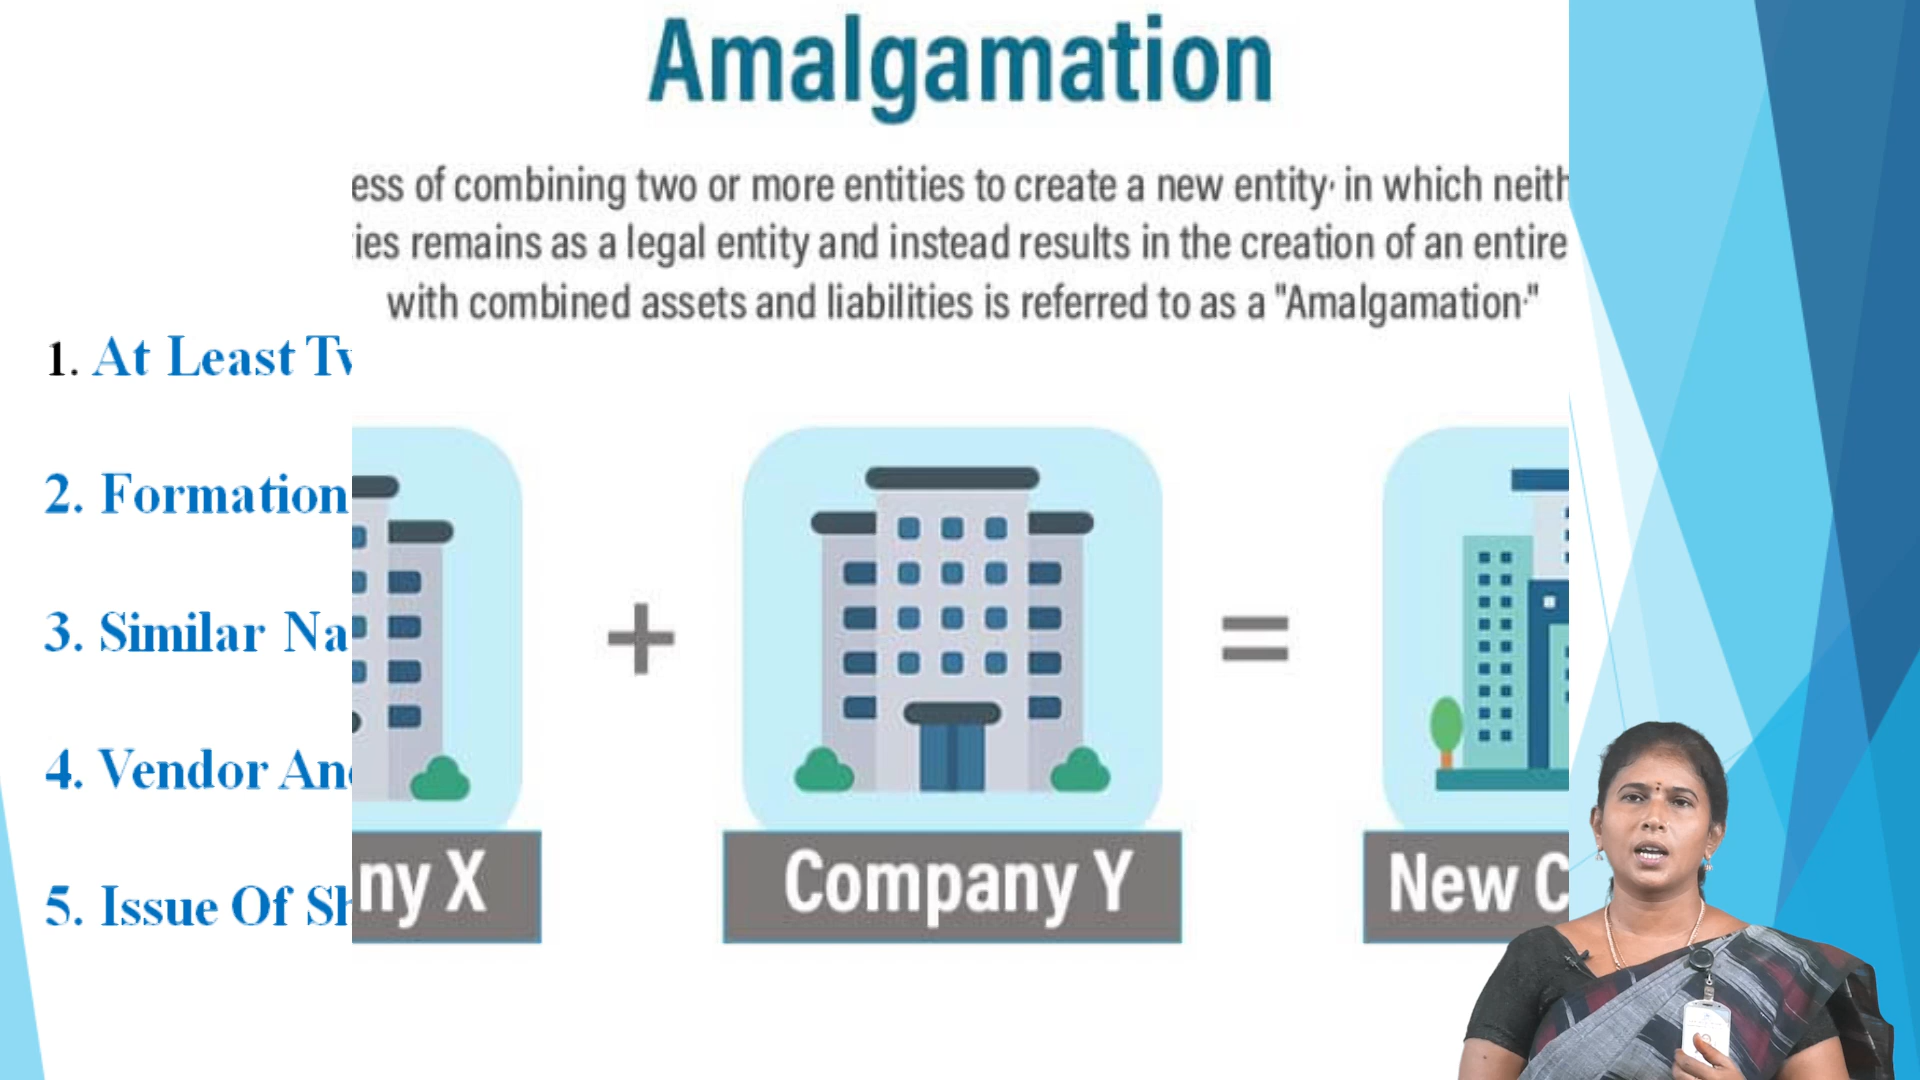 Amalgamation
ess of combining two or more entities to create a new entity· in which neith
ies remains as a legal entity and instead results in the creation of an entire
with combined assets and liabilities is referred to as a "Amalgamation·"
1. At Least Tw
2. Formation
3. Similar Na
4. Vendor An
5. Issue Of Sh
ny X
+
Company Y
=
New C